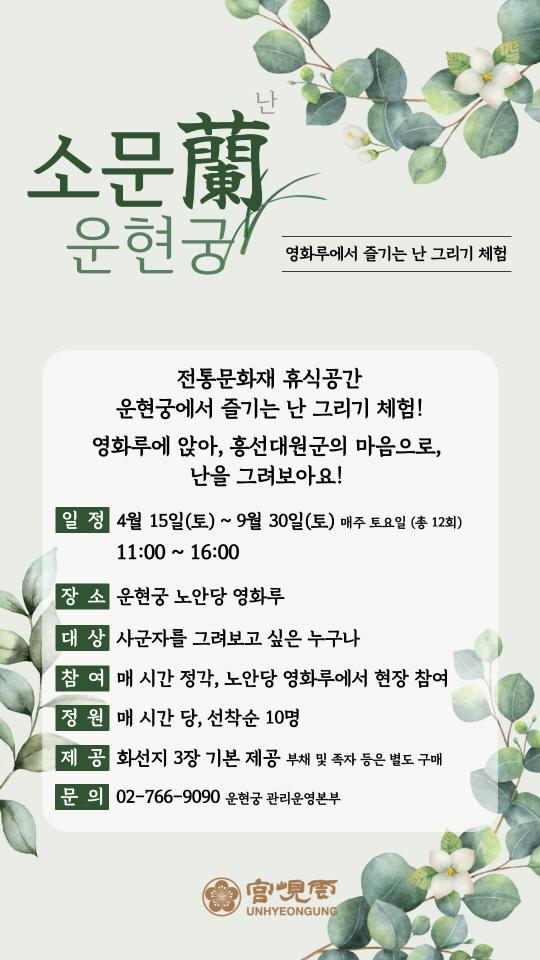 난
소문蘭
운현궁
영화루에서 즐기는 난 그리기 체험
전통문화재 휴식공간
운현궁에서 즐기는 난 그리기 체험!
영화루에 앉아, 흥선대원군의 마음으로,
난을 그려보아요!
일 정 4월 15일(토) ~ 9월 30일(토) 매주 토요일 (총 12회)
11:00 ~ 16:00
장 소 운현궁 노안당 영화루
대 상 사군자를 그려보고 싶은 누구나
참 여 매 시간 정각, 노안당 영화루에서 현장 참여
정 원 매 시간 당, 선착순 10명
제 공 화선지 3장 기본 제공 부채 및 족자 등은 별도 구매
문 의 02-766-9090 운현궁 관리운영본부
宮峴雲
UNHYEONGUNG